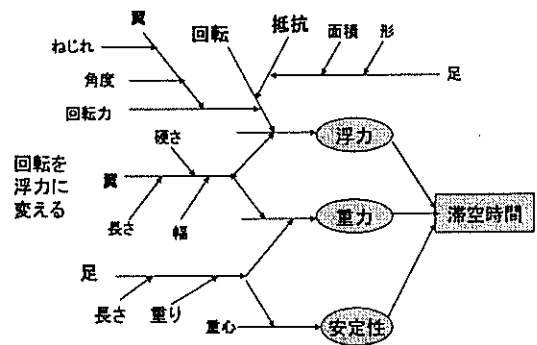 翼
ねじれ
角度
回転力
回転
抵抗
面積
形
足
浮力
硬さ
翼
長さ
幅
回転を
浮力に
変える
重力
滞空時間
足
長さ
重り
重心
安定性